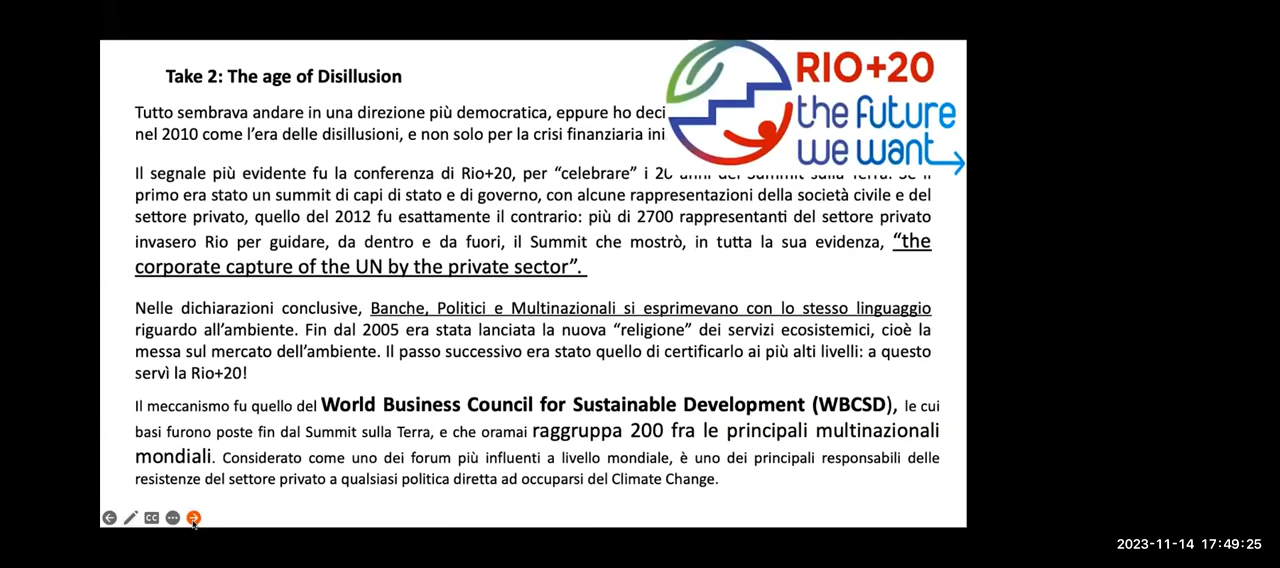 Take 2: The age of Disillusion
RIO+20
the future
we want
Tutto sembrava andare in una direzione più democratica, eppure ho deci
nel 2010 come l’era delle disillusioni, e non solo per la crisi finanziaria ini
Il segnale più evidente fu la conferenza di Rio+20, per “celebrare” i 20 anni del Summit sulla Terra. Se il
primo era stato un summit di capi di stato e di governo, con alcune rappresentazioni della società civile e del
settore privato, quello del 2012 fu esattamente il contrario: più di 2700 rappresentanti del settore privato
invasero Rio per guidare, da dentro e da fuori, il Summit che mostrò, in tutta la sua evidenza, “the
corporate capture of the UN by the private sector”.
Nelle dichiarazioni conclusive, Banche, Politici e Multinazionali si esprimevano con lo stesso linguaggio
riguardo all’ambiente. Fin dal 2005 era stata lanciata la nuova “religione” dei servizi ecosistemici, cioè la
messa sul mercato dell’ambiente. Il passo successivo era stato quello di certificarlo ai più alti livelli: a questo
servì la Rio+20!
Il meccanismo fu quello del World Business Council for Sustainable Development (WBCSD), le cui
basi furono poste fin dal Summit sulla Terra, e che oramai raggruppa 200 fra le principali multinazionali
mondiali. Considerato come uno dei forum più influenti a livello mondiale, è uno dei principali responsabili delle
resistenze del settore privato a qualsiasi politica diretta ad occuparsi del Climate Change.
CC
2023-11-14 17:49:25